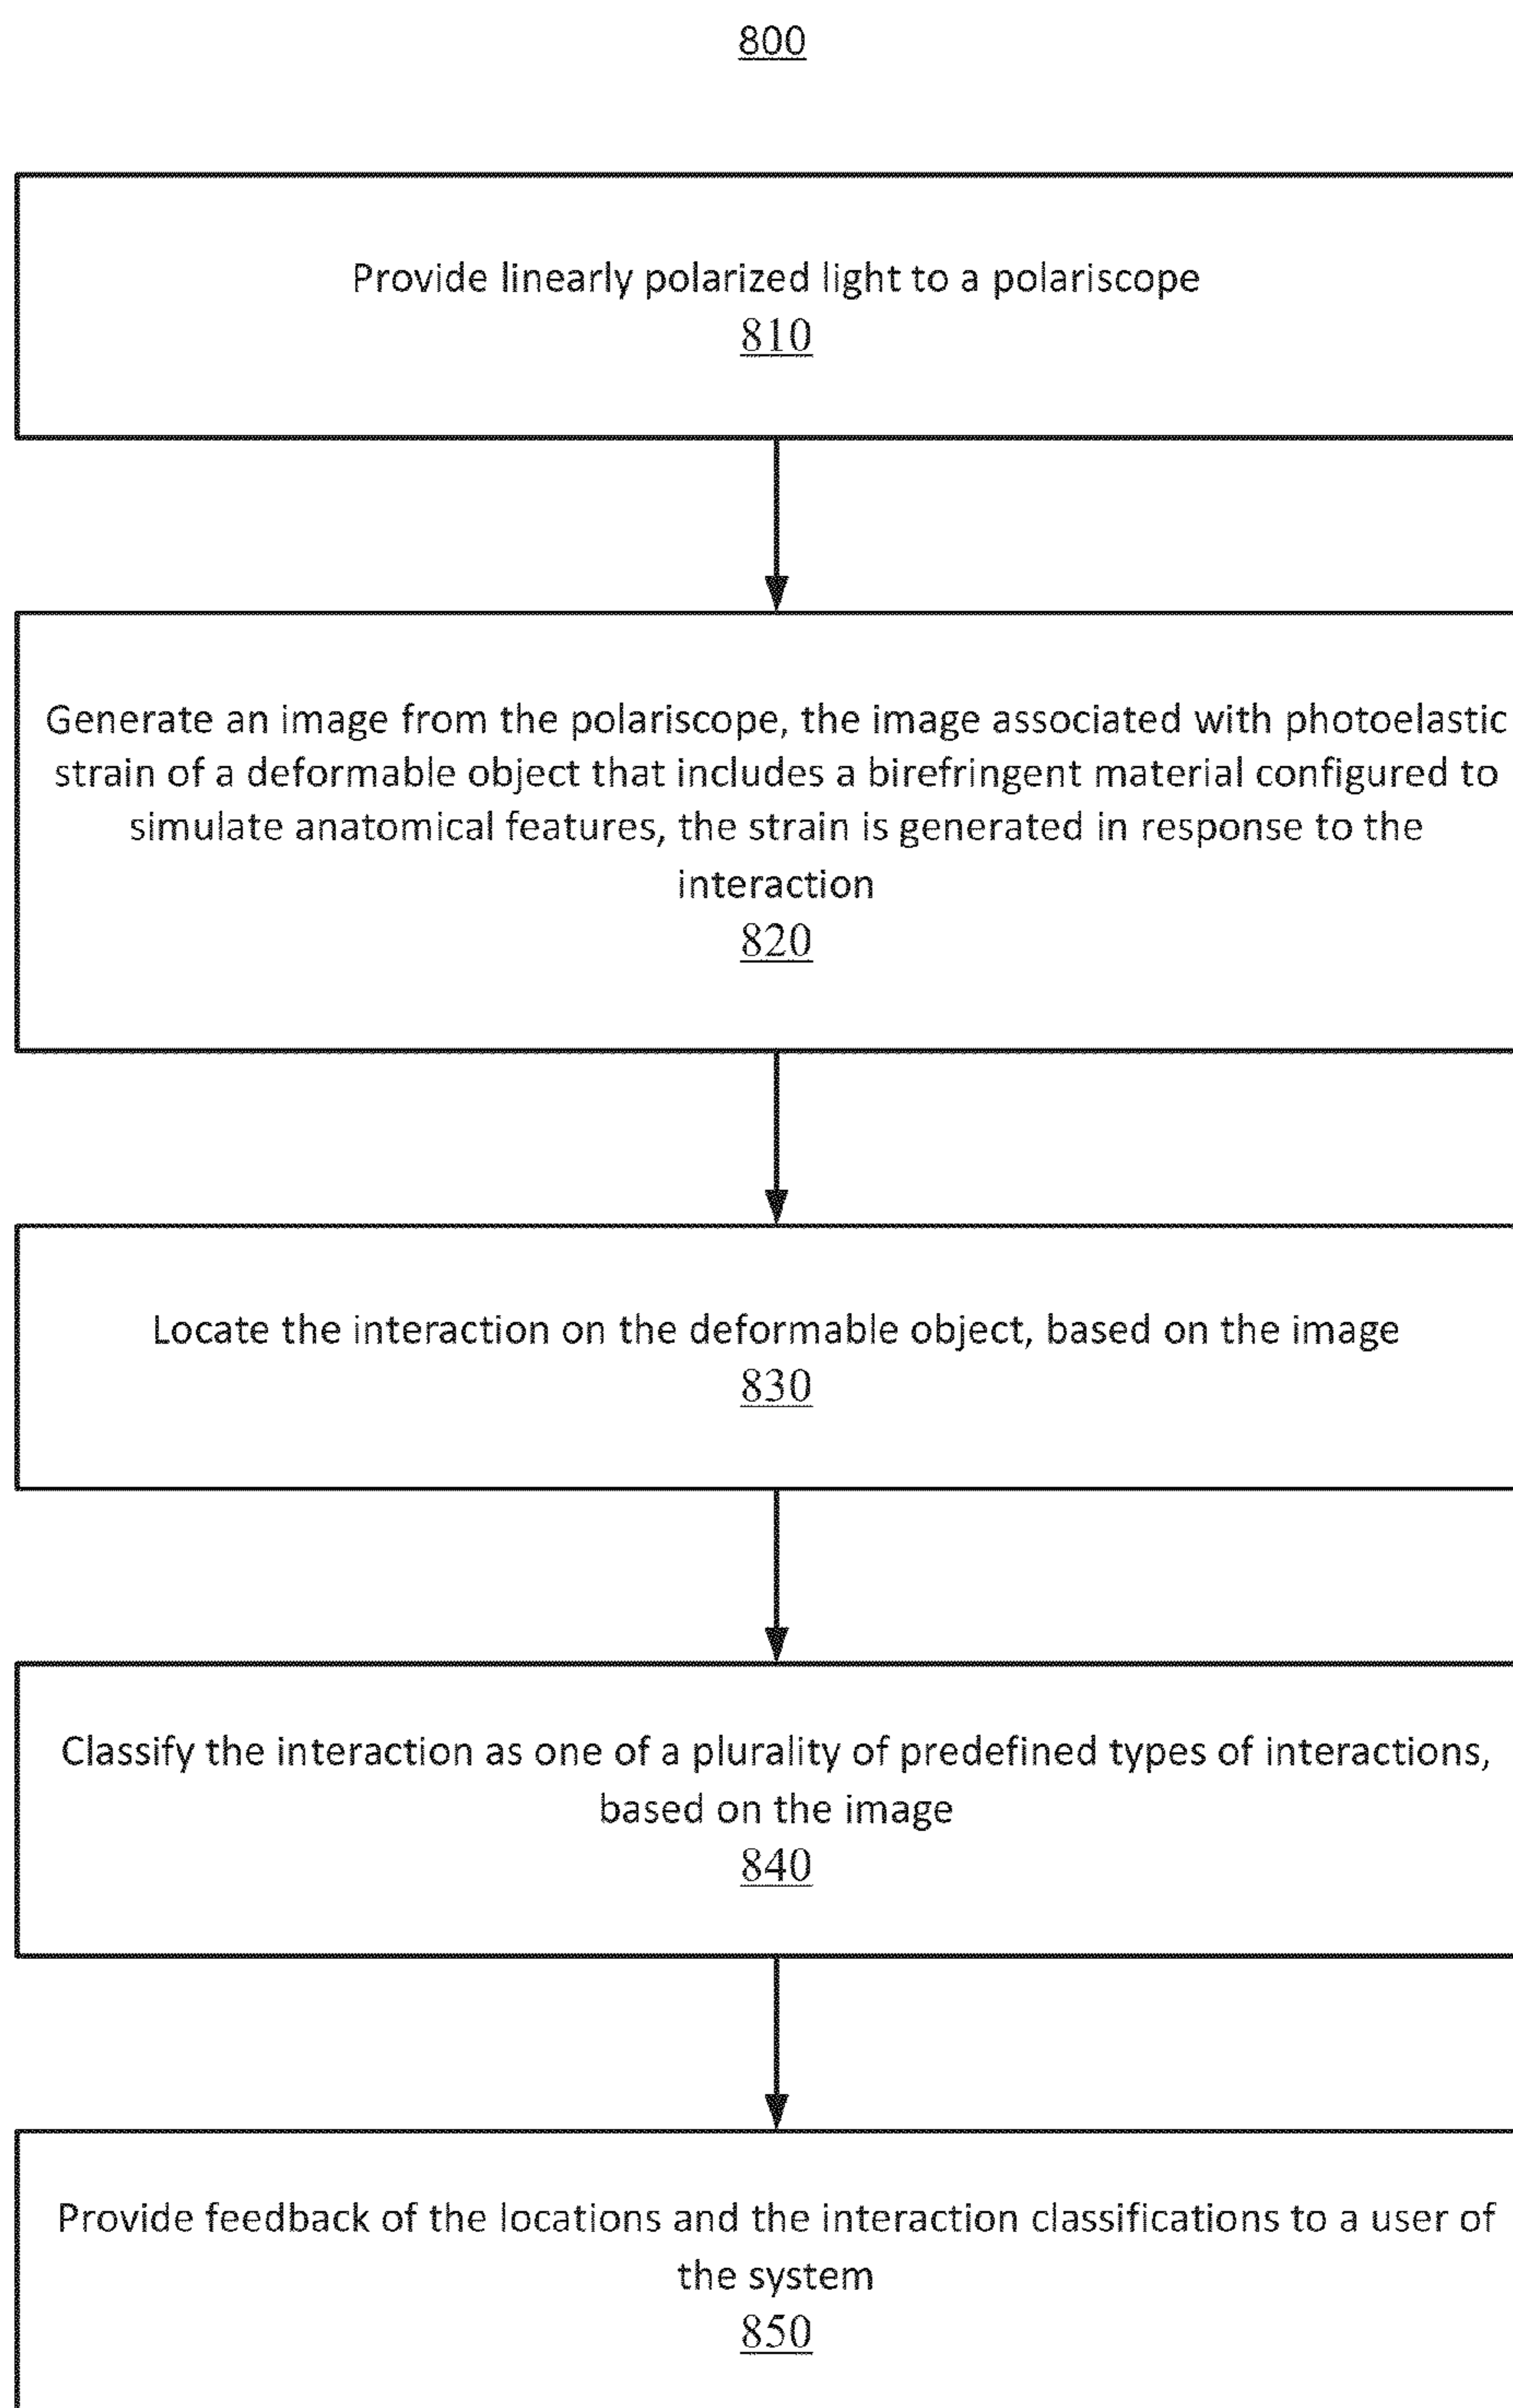 800
Provide linearly polarized light to a polariscope
810
Generate an image from the polariscope, the image associated with photoelastic
strain of a deformable object that includes a birefringent material configured to
simulate anatomical features, the strain is generated in response to the
interaction
820
Locate the interaction on the deformable object, based on the image
830
Classify the interaction as one of a plurality of predefined types of interactions,
based on the image
840
Provide feedback of the locations and the interaction classifications to a user of
the system
850